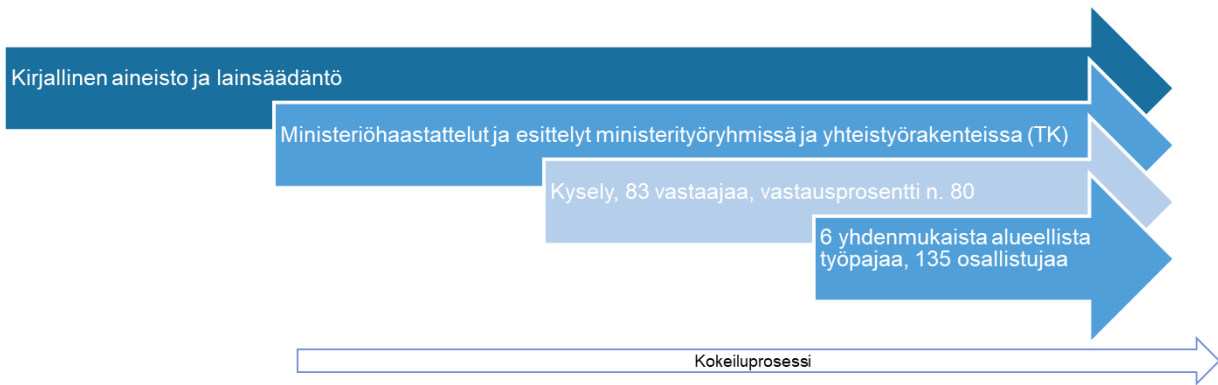 Kirjallinen aineisto ja lainsäädäntö
Ministeriöhaastattelut ja esittelyt ministerityöryhmissä ja yhteistyörakenteissa (TK)
Kysely, 83 vastaajaa, vastausprosentti n. 80
6 yhdenmukaista alueellista
työpajaa, 135 osallistujaa
Kokeiluprosessi